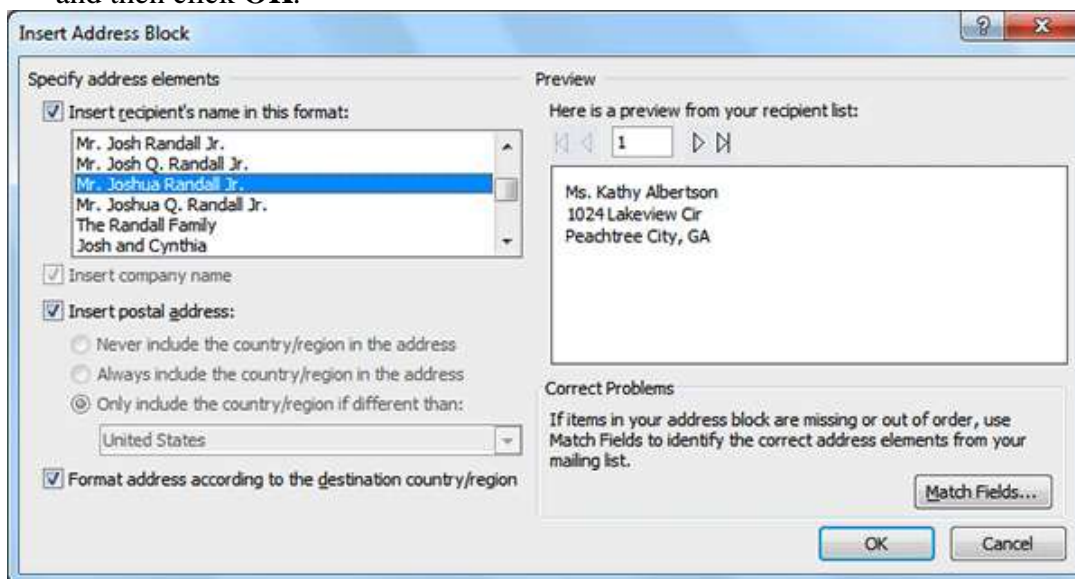 and then click OK.
Insert Address Block
Specify address elements
Insert recipient's name in this format:
Mr. Josh Randall Jr.
Mr. Josh Q. Randall Jr.
Mr. Joshua Randall Jr.
Mr. Joshua Q. Randall Jr.
The Randall Family
Josh and Cynthia
Insert company name
Insert postal address:
Never include the country/region in the address
Always include the country/region in the address
Only include the country/region if different than:
United States
Format address according to the destination country/region
Preview
Here is a preview from your recipient list:
1
Ms. Kathy Albertson
1024 Lakeview Cir
Peachtree City, GA
Correct Problems
If items in your address block are missing or out of order, use
Match Fields to identify the correct address elements from your
mailing list.
Match Fields...
OK
Cancel